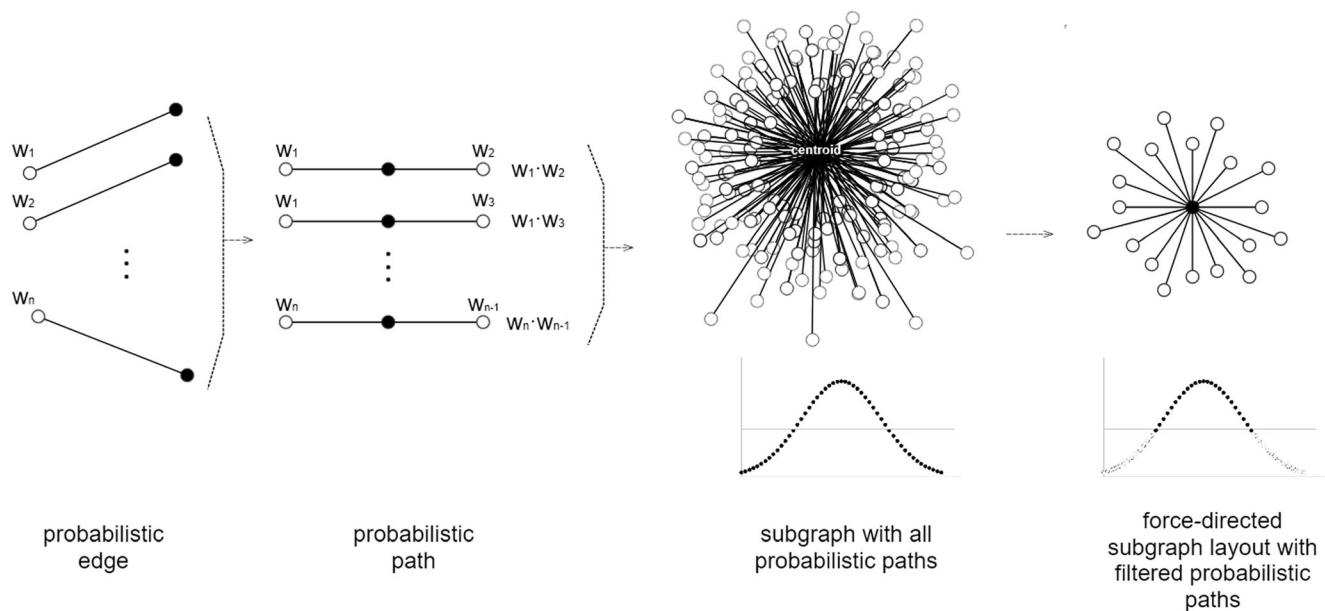 W1
W2
Wn
W1 W2 W1·W2
W1 W3 W1·W3
Wn Wn-1 Wn·Wn-1
centroid
probabilistic
edge
probabilistic
path
subgraph with all
probabilistic paths
force-directed
subgraph layout with
filtered probabilistic
paths